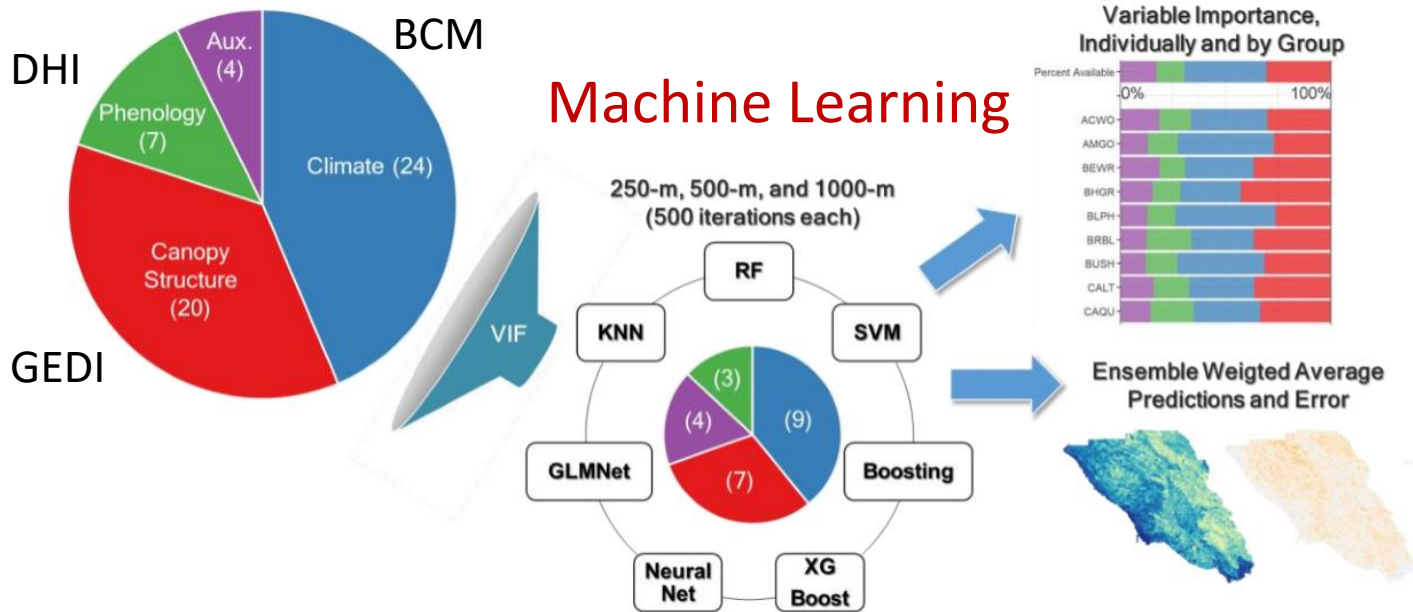 DHI
BCM
GEDI
Aux.
(4)
Phenology
(7)
Climate (24)
Canopy
Structure
(20)
VIF
Machine Learning
250-m, 500-m, and 1000-m
(500 iterations each)
RF
KNN
SVM
GLMNet
Boosting
Neural
Net
XG
Boost
(3)
(4)
(9)
(7)
Variable Importance,
Individually and by Group
Percent Available
-0%
100%
ACWO
AMGO
BEWR
BHGR
BLPH
BRBL
BUSH
CALT
CAQU
Ensemble Weigted Average
Predictions and Error